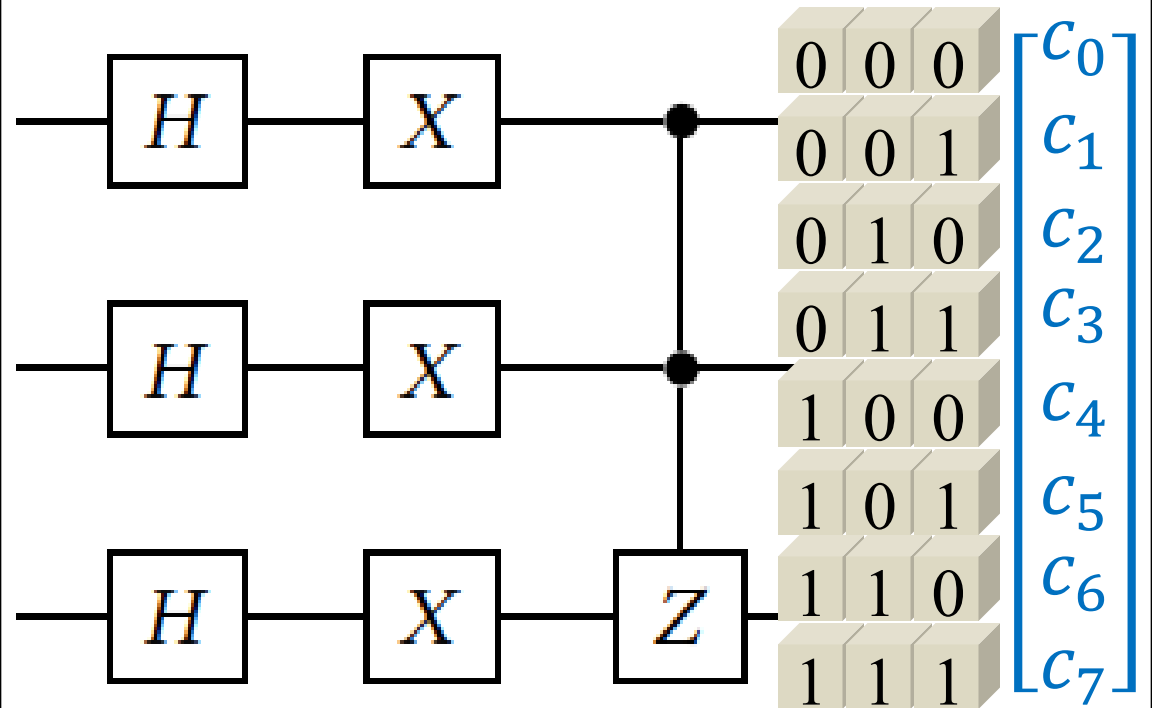 H X
H X
H X Z
0 0 0
0 0 1
0 1 0
0 1 1
1 0 0
1 0 1
1 1 0
1 1 1
c₀
c₁
c₂
c₃
c₄
c₅
c₆
c₇